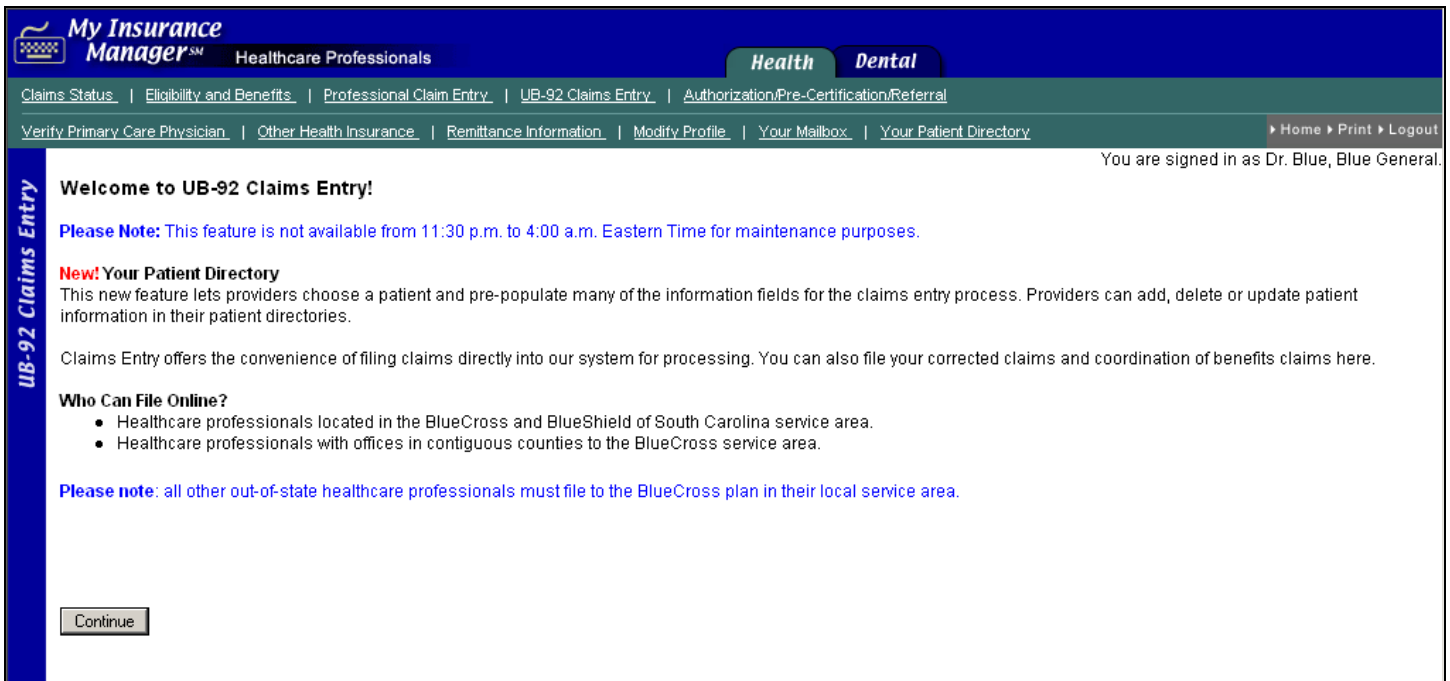 My Insurance
Manager SM Healthcare Professionals
Health Dental
Claims Status | Eligibility and Benefits | Professional Claim Entry | UB-92 Claims Entry | Authorization/Pre-Certification/Referral
Verify Primary Care Physician | Other Health Insurance | Remittance Information | Modify Profile | Your Mailbox | Your Patient Directory
Home Print Logout
You are signed in as Dr. Blue, Blue General.
UB-92 Claims Entry
Welcome to UB-92 Claims Entry!
Please Note: This feature is not available from 11:30 p.m. to 4:00 a.m. Eastern Time for maintenance purposes.
New! Your Patient Directory
This new feature lets providers choose a patient and pre-populate many of the information fields for the claims entry process. Providers can add, delete or update patient
information in their patient directories.
Claims Entry offers the convenience of filing claims directly into our system for processing. You can also file your corrected claims and coordination of benefits claims here.
Who Can File Online?
● Healthcare professionals located in the BlueCross and BlueShield of South Carolina service area.
● Healthcare professionals with offices in contiguous counties to the BlueCross service area.
Please note: all other out-of-state healthcare professionals must file to the BlueCross plan in their local service area.
Continue